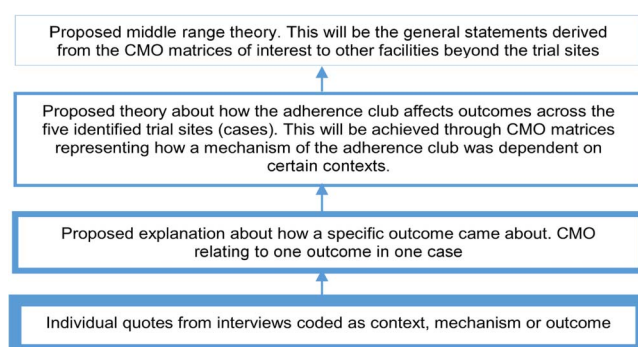 Proposed middle range theory. This will be the general statements derived
from the CMO matrices of interest to other facilities beyond the trial sites
Proposed theory about how the adherence club affects outcomes across the
five identified trial sites (cases). This will be achieved through CMO matrices
representing how a mechanism of the adherence club was dependent on
certain contexts.
Proposed explanation about how a specific outcome came about. CMO
relating to one outcome in one case
Individual quotes from interviews coded as context, mechanism or outcome